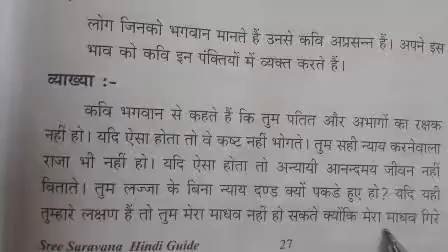 लोग जिनको भगवान मानते हैं उनसे कवि अप्रसन्न हैं। अपने इस
भाव को कवि इन पंक्तियों में व्यक्त करते हैं।
व्याख्या :-
कवि भगवान से कहते हैं कि तुम पतित और अभागों का रक्षक
नहीं हो। यदि ऐसा होता तो वे कष्ट नहीं भोगते। तुम सही न्याय करनेवाला
राजा भी नहीं हो। यदि ऐसा होता तो अन्यायी आनन्दमय जीवन नहीं
बिताते। तुम लज्जा के बिना न्याय दण्ड क्यों पकडे हुए हो? यदि यही
तुम्हारे लक्षण हैं तो तुम मेरा माधव नहीं हो सकते क्योंकि मेरा माधव गिरे
Sree Saravana Hindi Guide 27